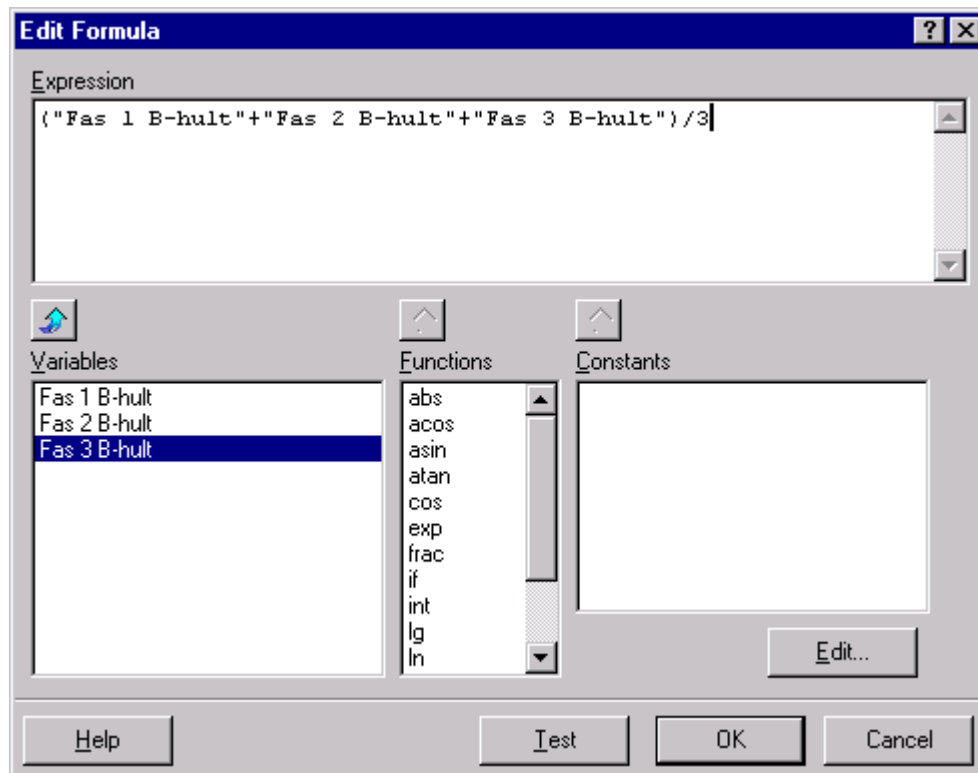 Edit Formula
Expression
("Fas 1 B-hult"+"Fas 2 B-hult"+"Fas 3 B-hult")/3
Variables
Functions
Constants
Fas 1 B-hult
Fas 2 B-hult
Fas 3 B-hult
abs
acos
asin
atan
cos
exp
frac
if
int
lg
ln
Edit...
Help
Test
OK
Cancel